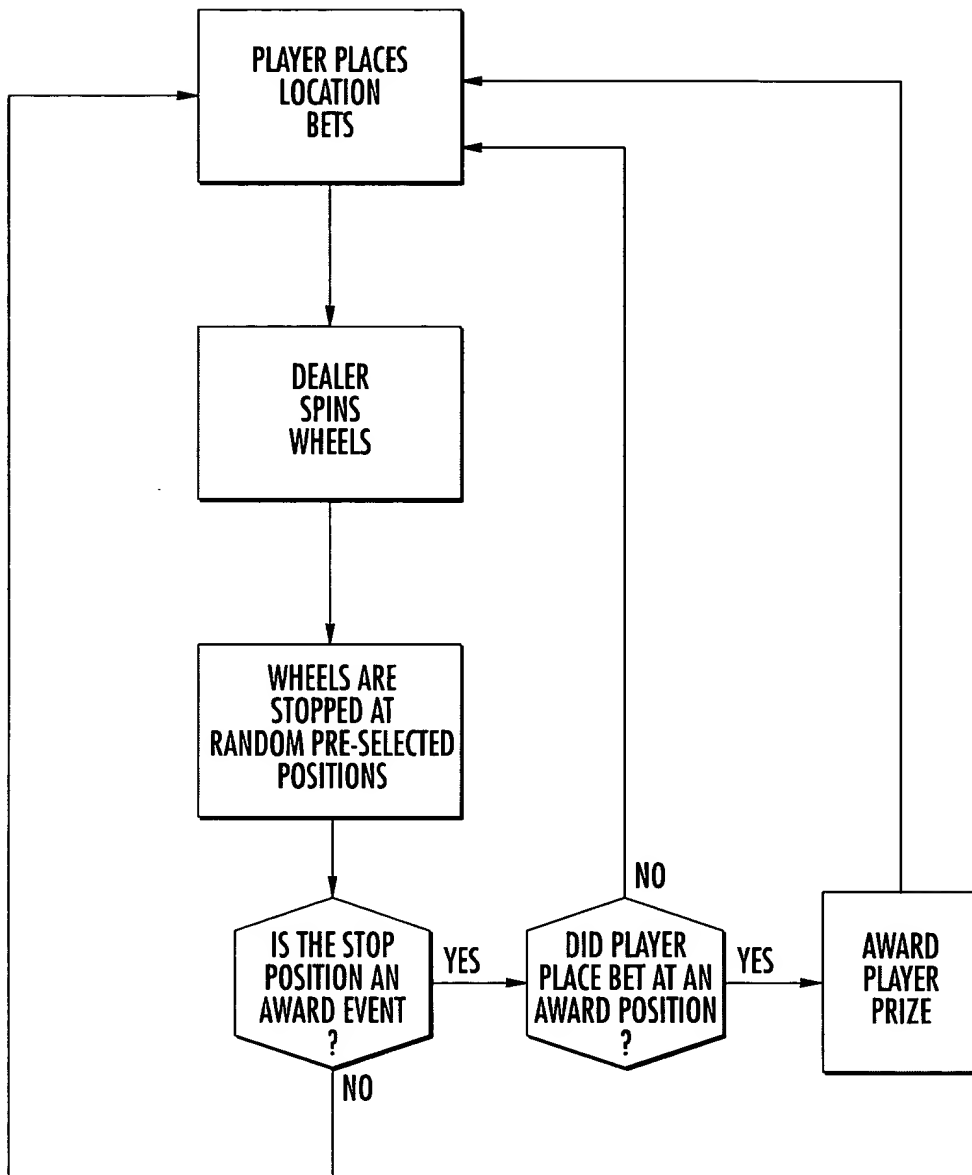 PLAYER PLACES
LOCATION
BETS
DEALER
SPINS
WHEELS
WHEELS ARE
STOPPED AT
RANDOM PRE-SELECTED
POSITIONS
IS THE STOP
POSITION AN
AWARD EVENT
?
YES
NO
DID PLAYER
PLACE BET AT AN
AWARD POSITION
?
NO
YES
AWARD
PLAYER
PRIZE